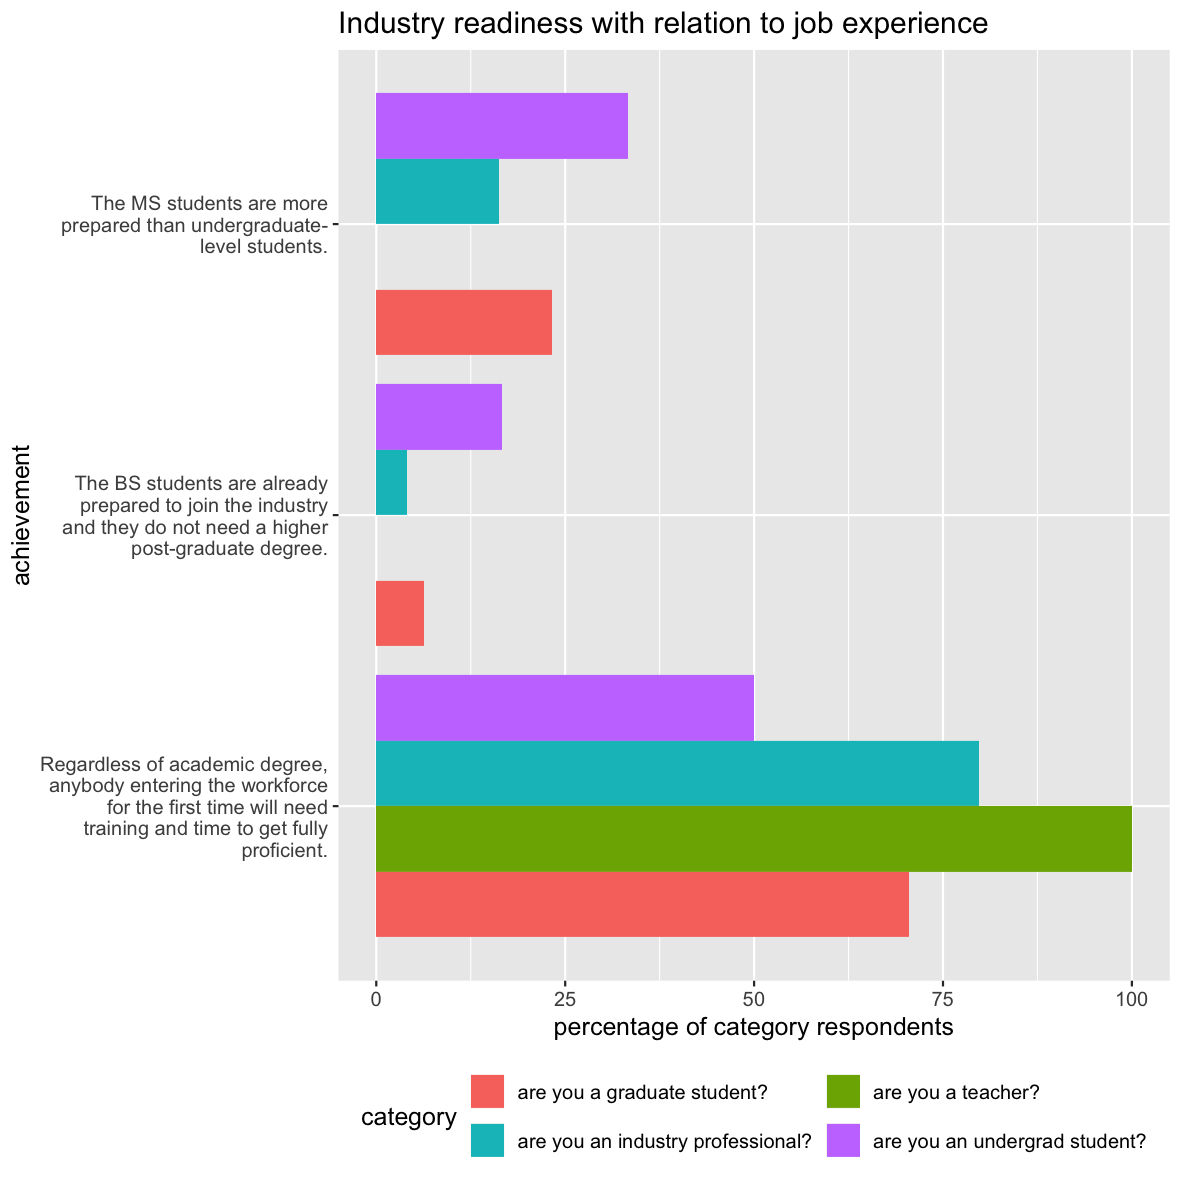 Industry readiness with relation to job experience
The MS students are more
prepared than undergraduate-
level students.
The BS students are already
prepared to join the industry
and they do not need a higher
post-graduate degree.
Regardless of academic degree,
anybody entering the workforce
for the first time will need
training and time to get fully
proficient.
achievement
0 25 50 75 100
percentage of category respondents
category
are you a graduate student?
are you a teacher?
are you an industry professional?
are you an undergrad student?